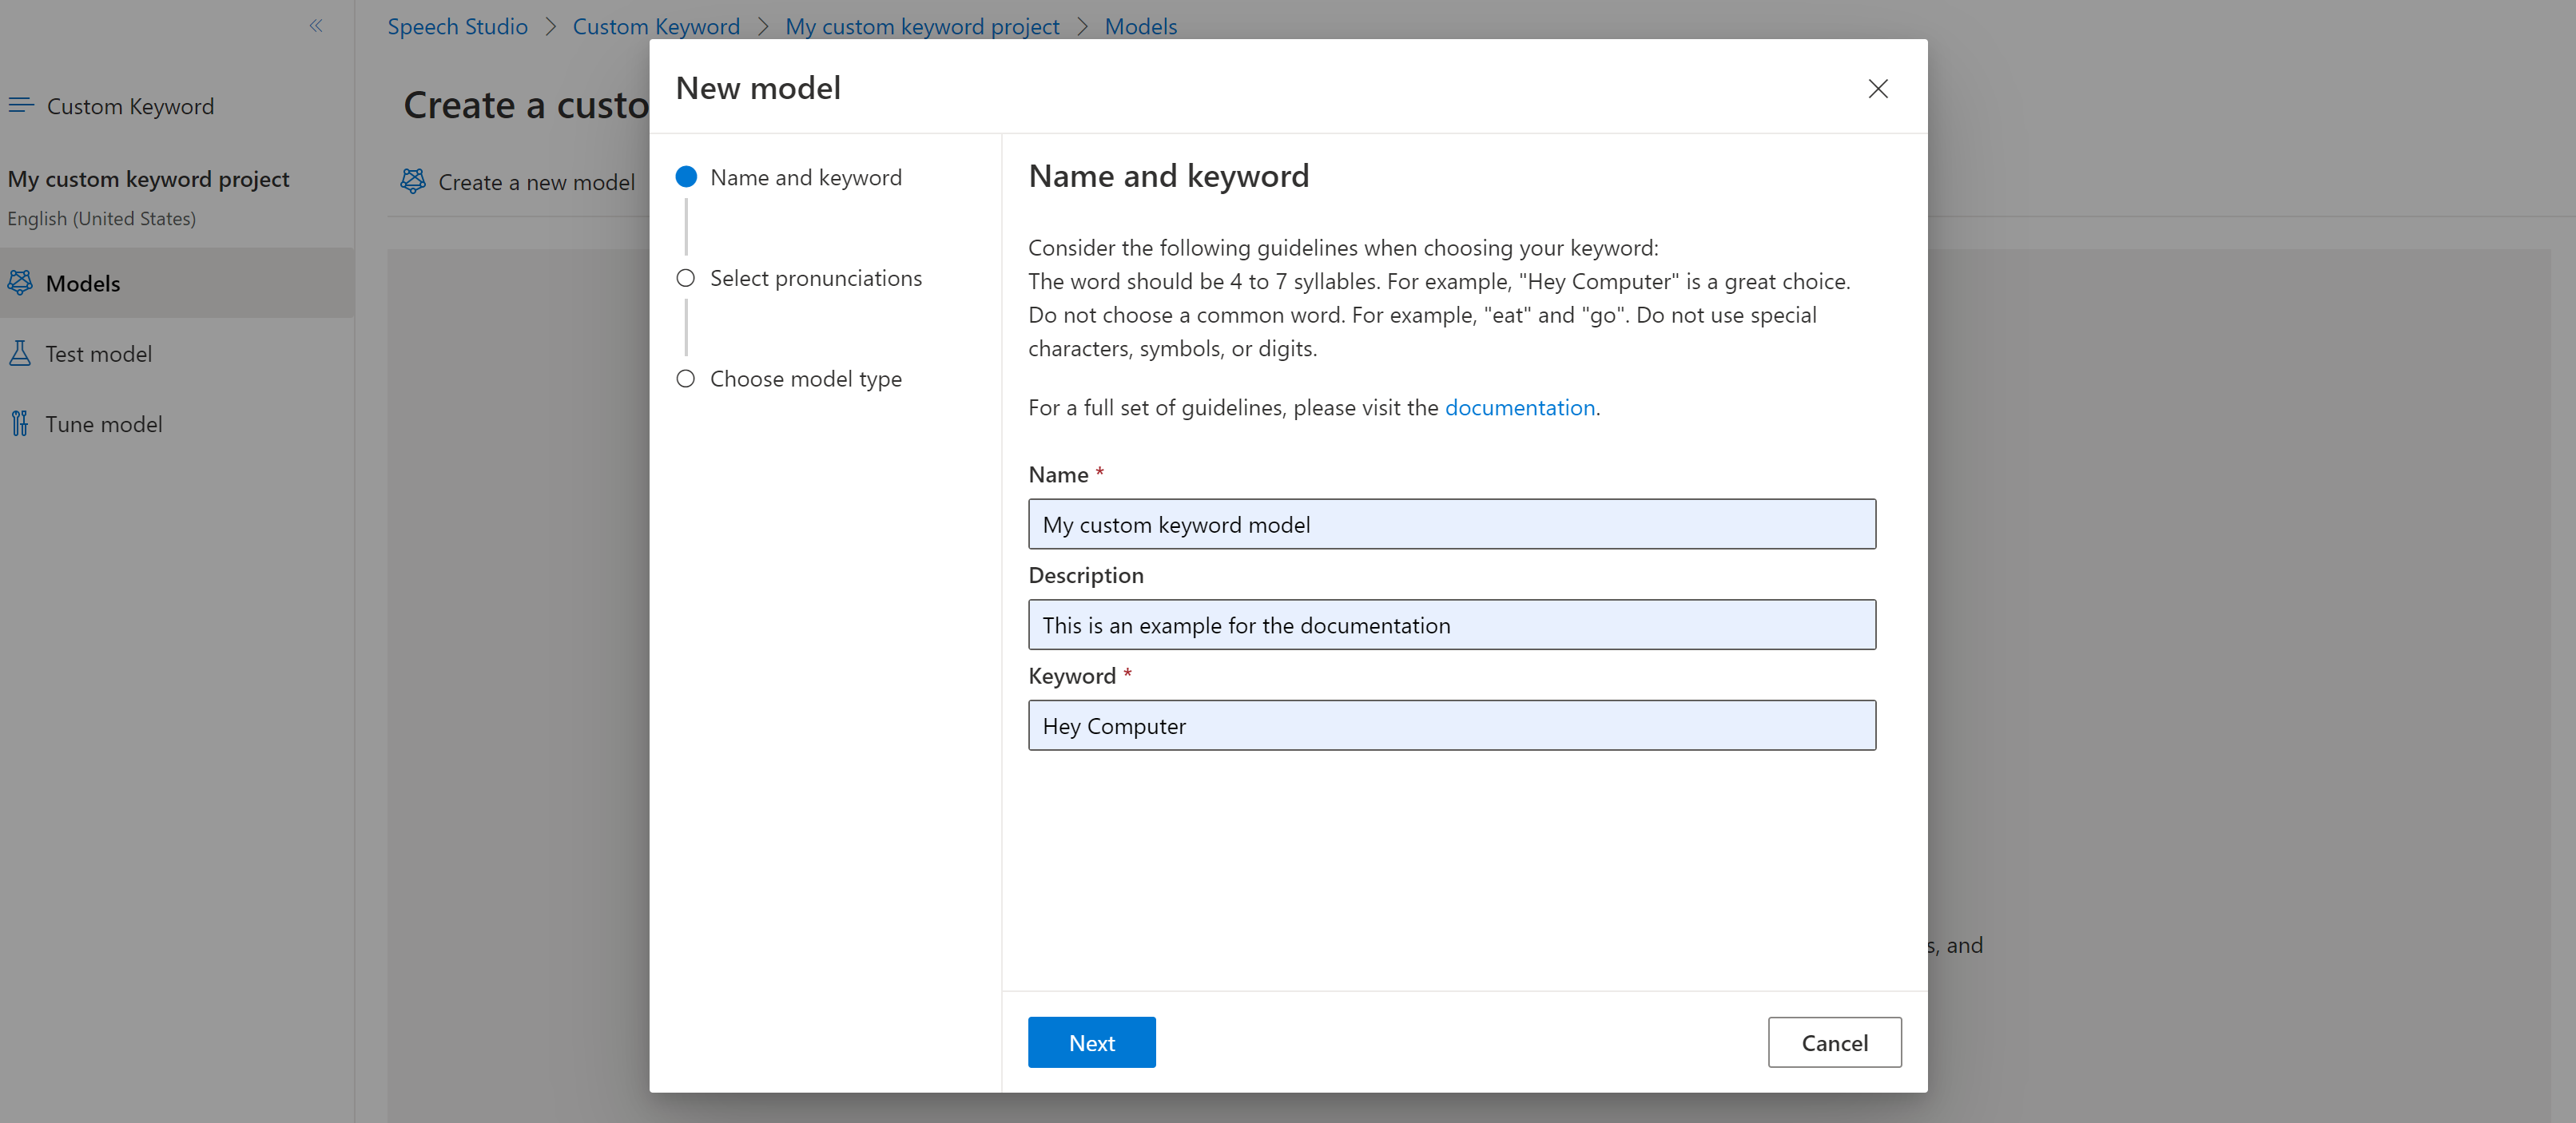 Speech Studio > Custom Keyword > My custom keyword project > Models
Custom Keyword
My custom keyword project
English (United States)
Models
Test model
Tune model
Create a custo
Create a new model
New model
Name and keyword
Select pronunciations
Choose model type
Name and keyword
Consider the following guidelines when choosing your keyword:
The word should be 4 to 7 syllables. For example, "Hey Computer" is a great choice.
Do not choose a common word. For example, "eat" and "go". Do not use special
characters, symbols, or digits.
For a full set of guidelines, please visit the documentation.
Name *
My custom keyword model
Description
This is an example for the documentation
Keyword *
Hey Computer
s, and
Next
Cancel